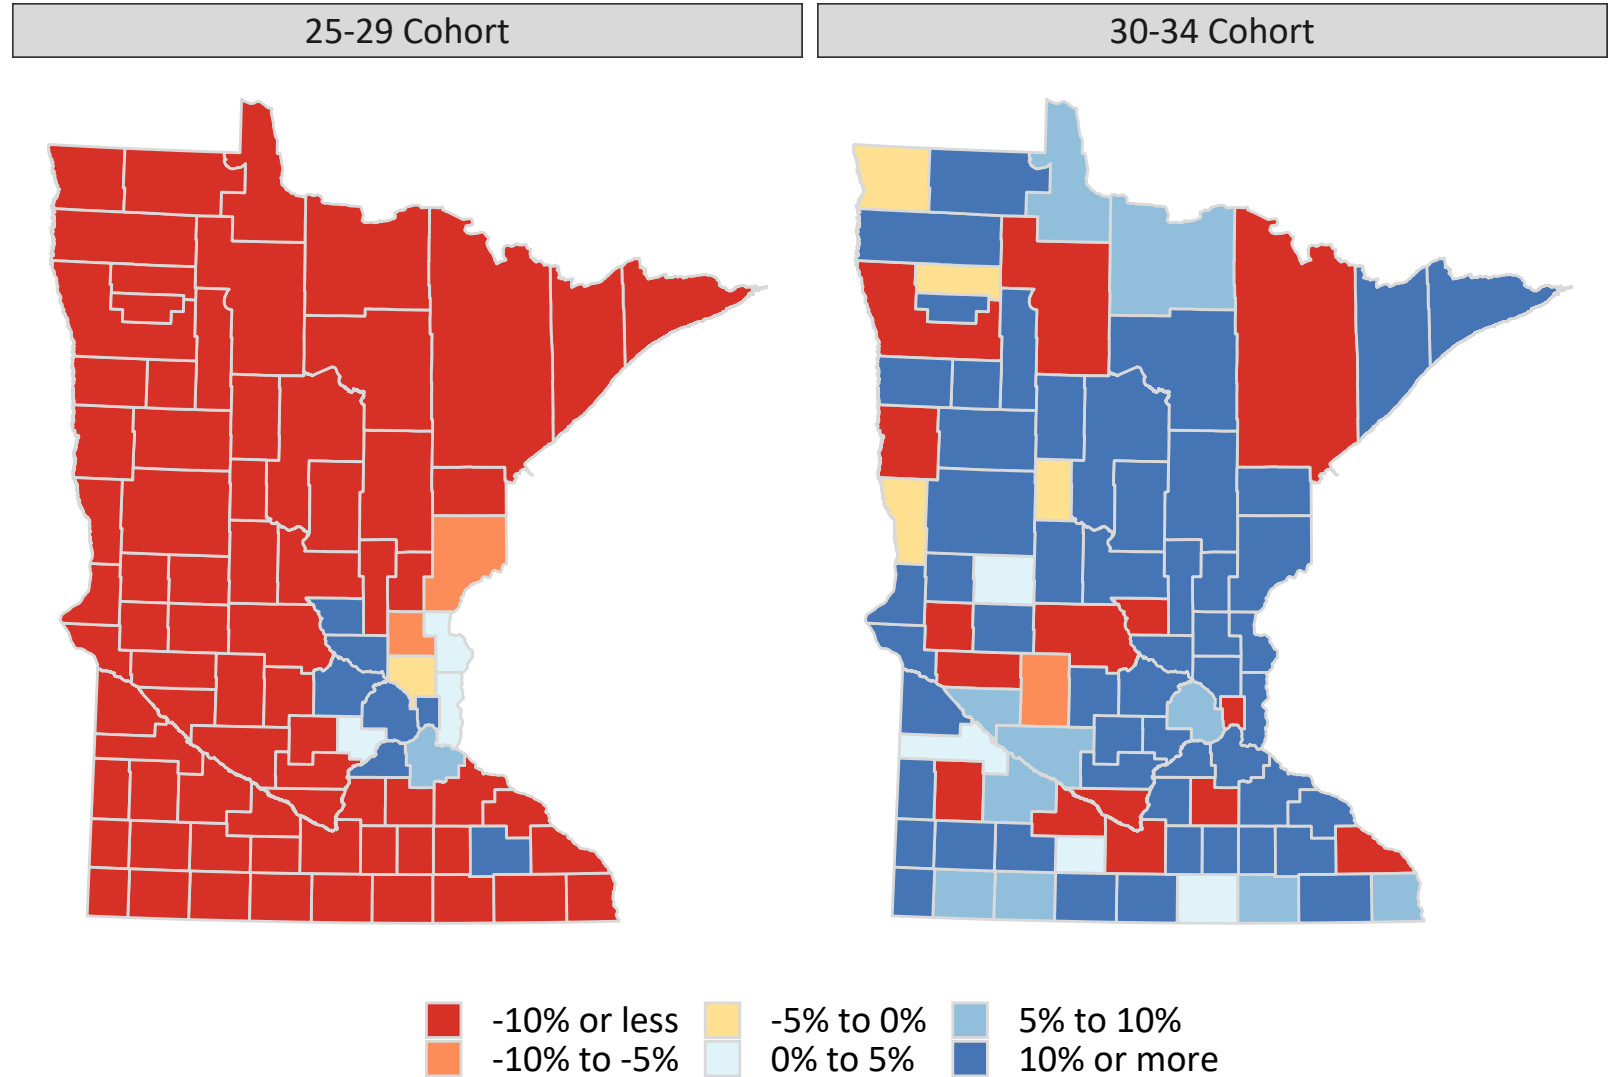 25-29 Cohort
30-34 Cohort
-10% or less
-5% to 0%
5% to 10%
-10% to -5%
0% to 5%
10% or more